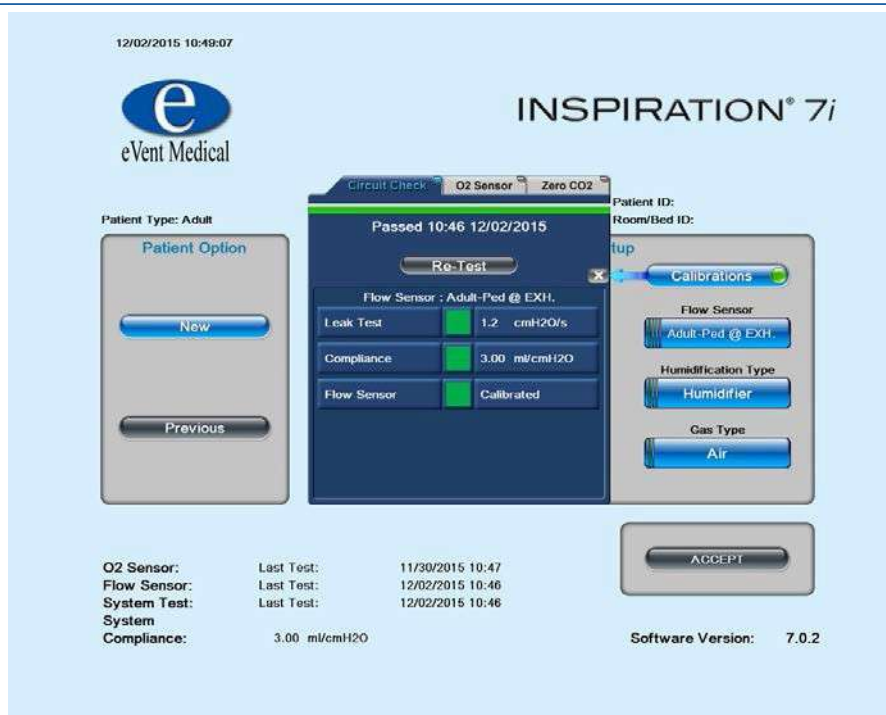 12/02/2015 10:49:07
e
eVent Medical
INSPIRATION® 7i
Circuit Check
O2 Sensor
Zero CO2
Patient Type: Adult
Patient ID:
Room/Bed ID:
Passed 10:46 12/02/2015
Re-Test
X
Patient Option
New
Previous
Flow Sensor : Adult-Ped @ EXH.
Leak Test 1.2 cmH2O/s
Compliance 3.00 ml/cmH2O
Flow Sensor Calibrated
tup
Calibrations
Flow Sensor
Adult-Ped @ EXH.
Humidification Type
Humidifier
Gas Type
Air
ACCEPT
O2 Sensor: Last Test: 11/30/2015 10:47
Flow Sensor: Last Test: 12/02/2015 10:46
System Test: Last Test: 12/02/2015 10:46
System
Compliance: 3.00 ml/cmH2O
Software Version: 7.0.2